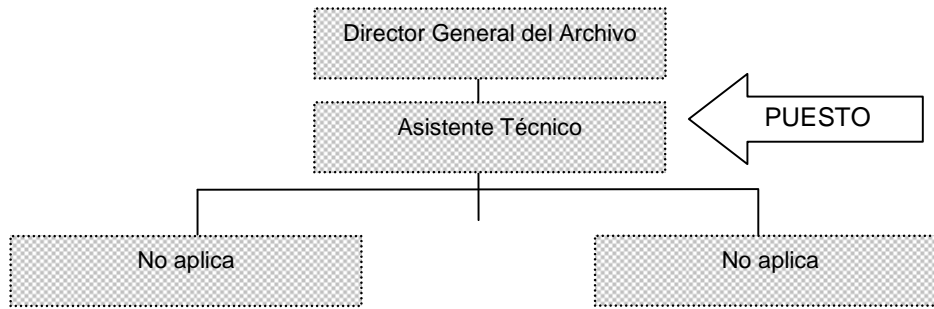 Director General del Archivo
Asistente Técnico
PUESTO
No aplica
No aplica